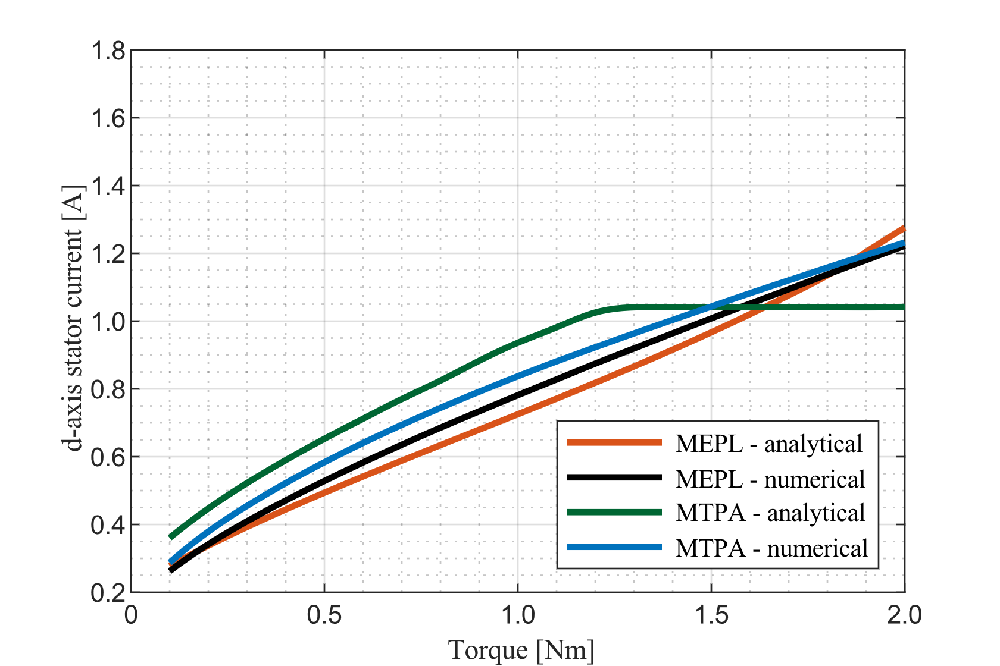 1.8
1.6
1.4
1.2
1.0
0.8
0.6
0.4
0.2
d-axis stator current [A]
MEPL - analytical
MEPL - numerical
MTPA - analytical
MTPA - numerical
0 0.5 1.0 1.5 2.0
Torque [Nm]